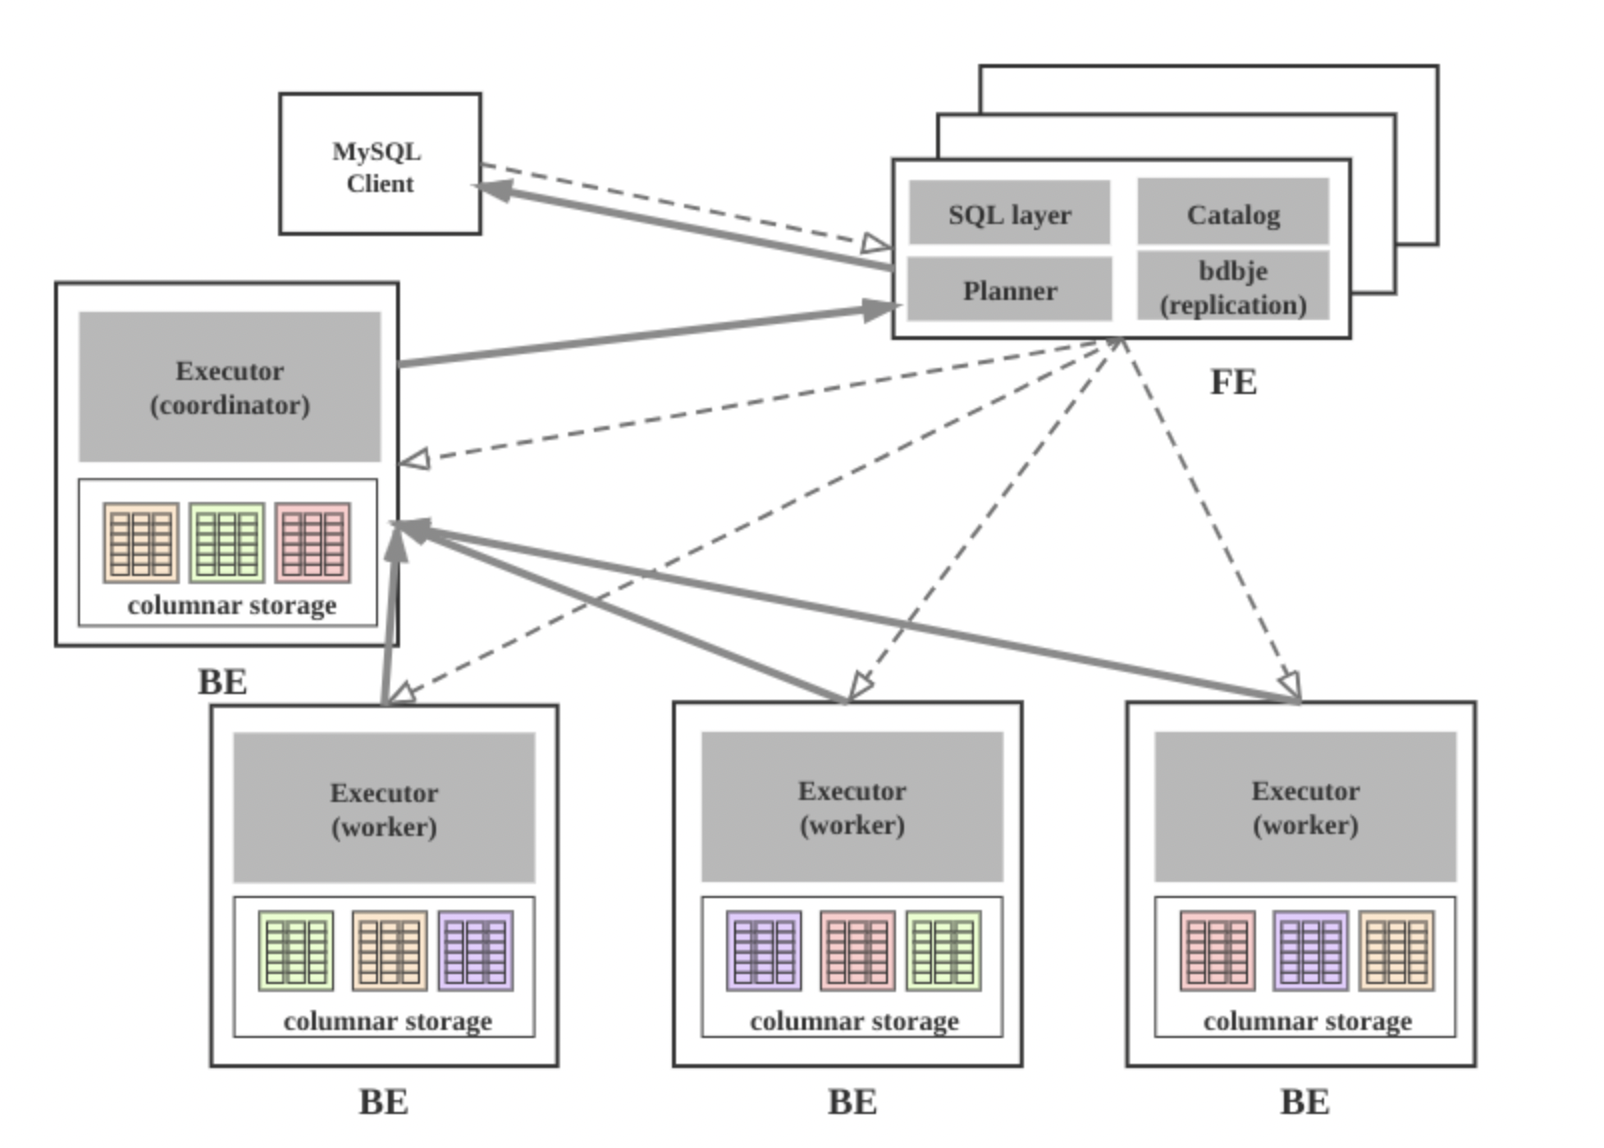 MySQL
Client
SQL layer
Catalog
Planner
bdbje
(replication)
FE
Executor
(coordinator)
columnar storage
BE
Executor
(worker)
columnar storage
BE
Executor
(worker)
columnar storage
BE
Executor
(worker)
columnar storage
BE